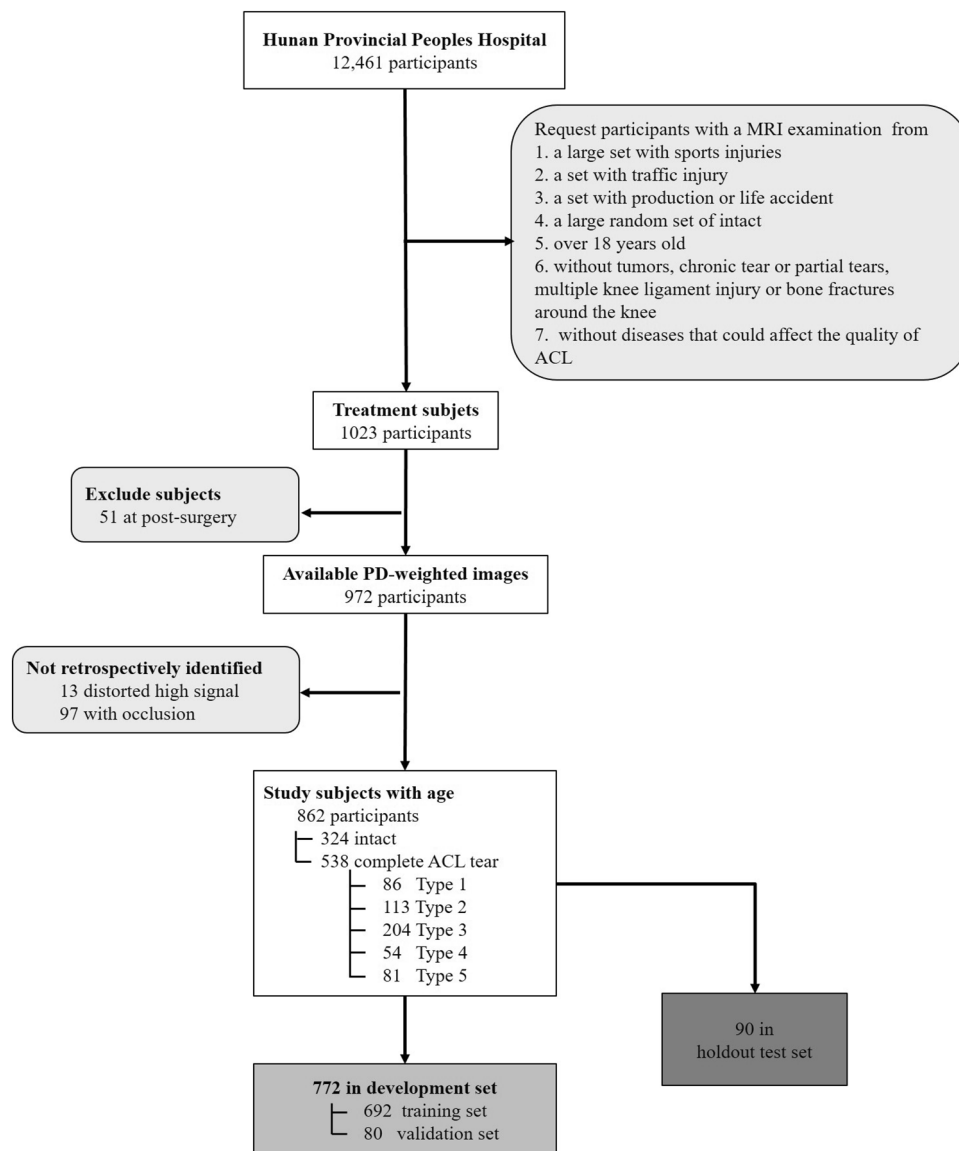 Hunan Provincial Peoples Hospital
12,461 participants
Request participants with a MRI examination from
1. a large set with sports injuries
2. a set with traffic injury
3. a set with production or life accident
4. a large random set of intact
5. over 18 years old
6. without tumors, chronic tear or partial tears,
multiple knee ligament injury or bone fractures
around the knee
7. without diseases that could affect the quality of
ACL
Treatment subjets
1023 participants
Exclude subjects
51 at post-surgery
Available PD-weighted images
972 participants
Not retrospectively identified
13 distorted high signal
97 with occlusion
Study subjects with age
862 participants
324 intact
538 complete ACL tear
86 Type 1
113 Type 2
204 Type 3
54 Type 4
81 Type 5
90 in
holdout test set
772 in development set
692 training set
80 validation set